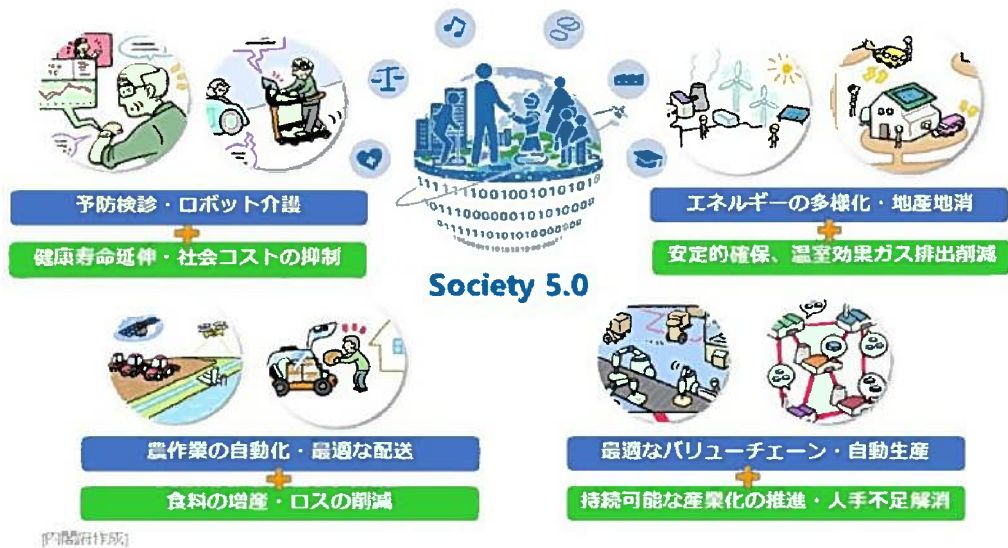 予防検診・ロボット介護
健康寿命延伸・社会コストの抑制
エネルギーの多様化・地産地消
安定的確保、温室効果ガス排出削減
Society 5.0
農作業の自動化・最適な配送
食料の増産・ロスの削減
最適なバリューチェーン・自動生産
持続可能な産業化の推進・人手不足解消
[内閣府作成]